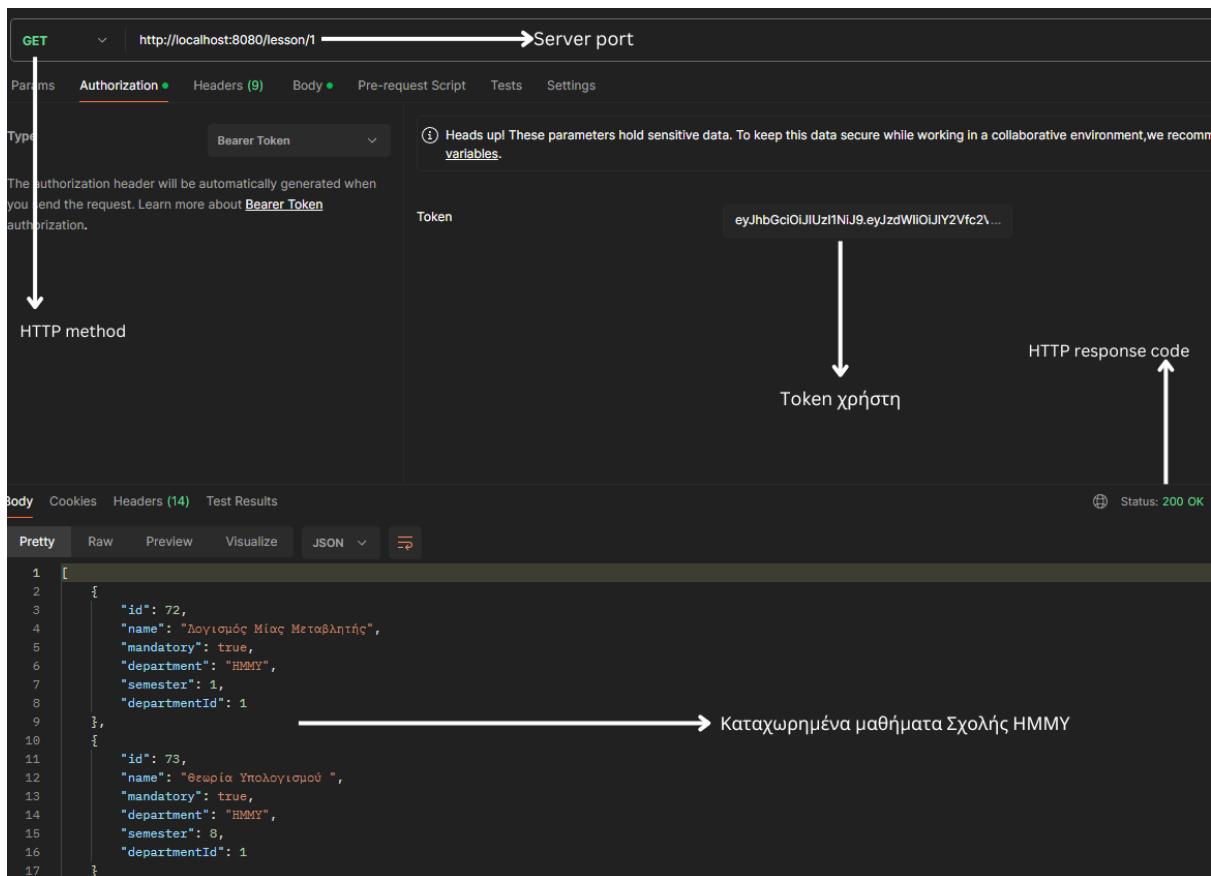 GET http://localhost:8080/lesson/1 Server port
Params Authorization Headers (9) Body Pre-request Script Tests Settings
Type Bearer Token
The authorization header will be automatically generated when
you send the request. Learn more about Bearer Token
authorization.
Heads up! These parameters hold sensitive data. To keep this data secure while working in a collaborative environment,we recomm
variables.
Token eyJhbGciOiJIUzI1NiJ9.eyJzdWIiOiJlY2Vfc2V...
HTTP method
HTTP response code
Token χρήστη
Body Cookies Headers (14) Test Results Status: 200 OK
Pretty Raw Preview Visualize JSON
1 [
2 {
3 "id": 72,
4 "name": "Λογισμός Μίας Μεταβλητής",
5 "mandatory": true,
6 "department": "ΗΜΜΥ",
7 "semester": 1,
8 "departmentId": 1
9 },
Καταχωρημένα μαθήματα Σχολής ΗΜΜΥ
10 {
11 "id": 73,
12 "name": "Θεωρία Υπολογισμού ",
13 "mandatory": true,
14 "department": "ΗΜΜΥ",
15 "semester": 8,
16 "departmentId": 1
17 }